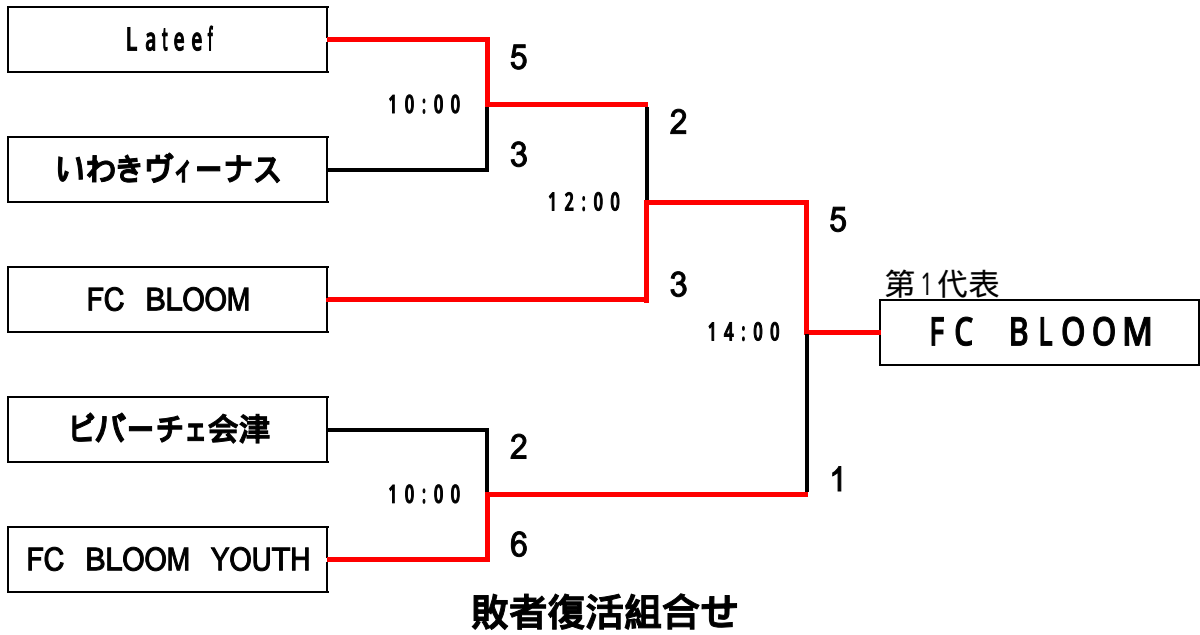 Lateef
5
10:00
2
3
いわきヴィーナス
12:00
5
FC BLOOM
3
第1代表
14:00
FC BLOOM
ビバーチェ会津
2
10:00
1
FC BLOOM YOUTH
6
敗者復活組合せ